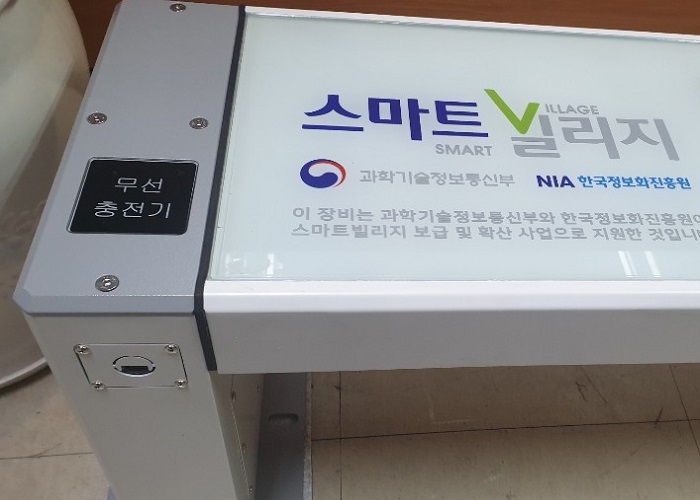 무선
충전기
스마트 빌리지
VILLAGE
SMART
과학기술정보통신부
NIA 한국정보화진흥원
이 장비는 과학기술정보통신부와 한국정보화진흥원이
스마트빌리지 보급 및 확산 사업으로 지원한 것입니